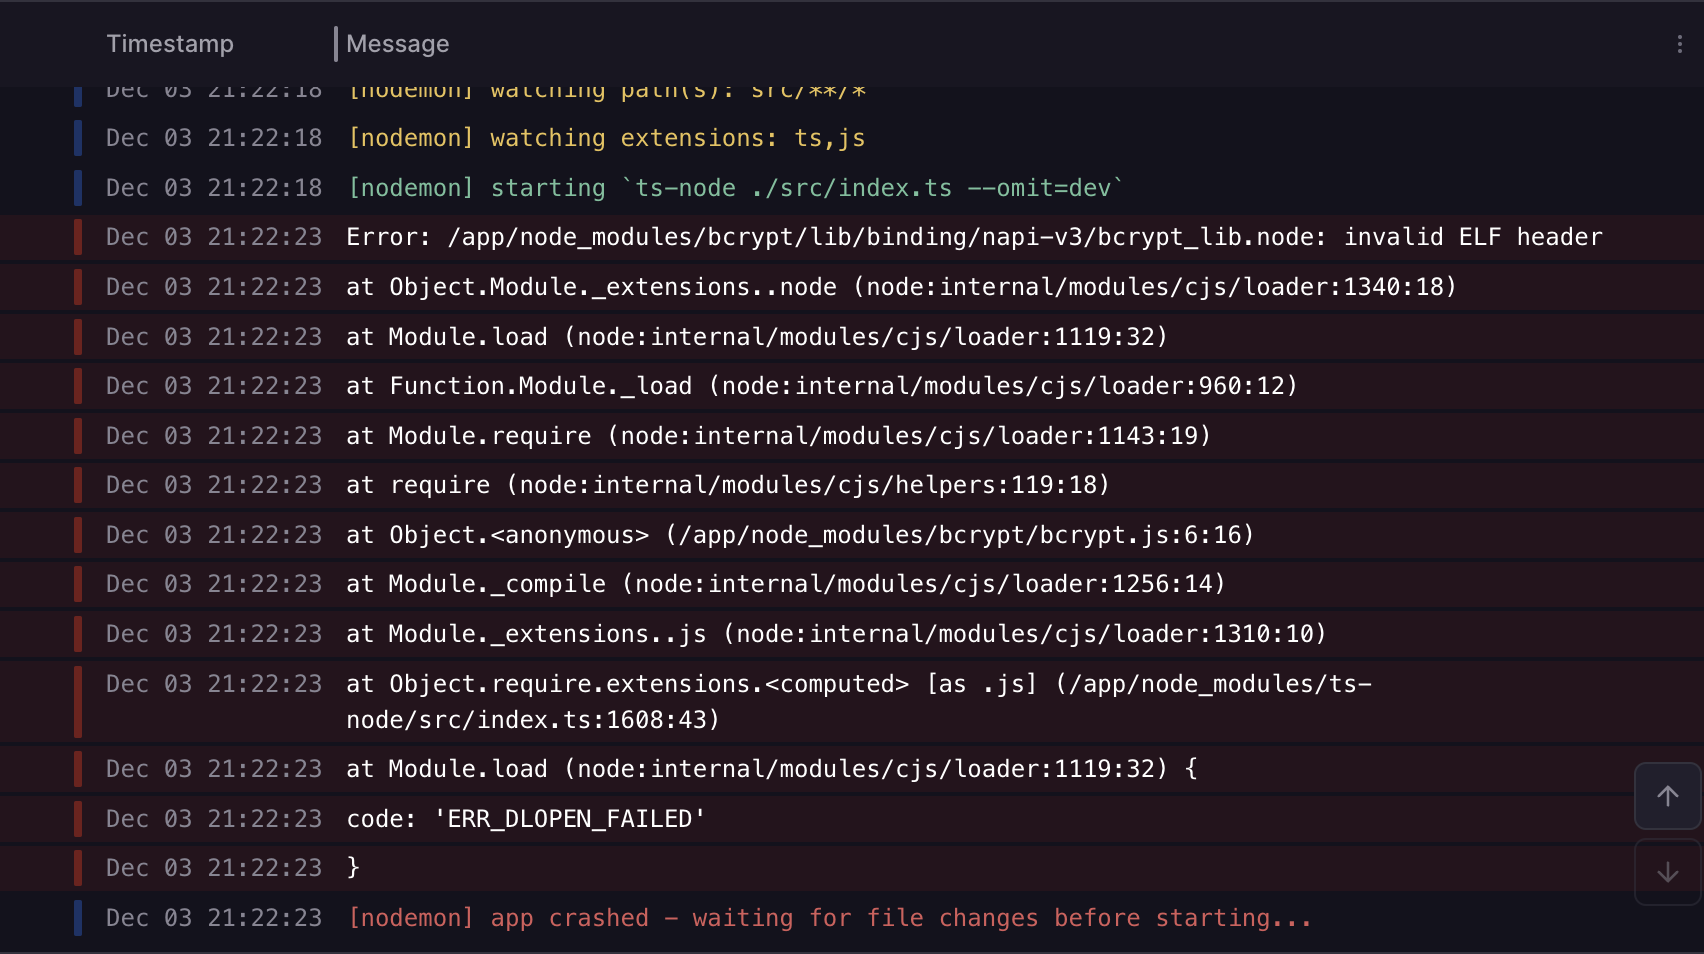 Timestamp Message
Dec 03 21:22:18 [nodemon] watching path(s): src/**/*
Dec 03 21:22:18 [nodemon] watching extensions: ts,js
Dec 03 21:22:18 [nodemon] starting `ts-node ./src/index.ts --omit=dev`
Dec 03 21:22:23 Error: /app/node_modules/bcrypt/lib/binding/napi-v3/bcrypt_lib.node: invalid ELF header
Dec 03 21:22:23 at Object.Module._extensions..node (node:internal/modules/cjs/loader:1340:18)
Dec 03 21:22:23 at Module.load (node:internal/modules/cjs/loader:1119:32)
Dec 03 21:22:23 at Function.Module._load (node:internal/modules/cjs/loader:960:12)
Dec 03 21:22:23 at Module.require (node:internal/modules/cjs/loader:1143:19)
Dec 03 21:22:23 at require (node:internal/modules/cjs/helpers:119:18)
Dec 03 21:22:23 at Object.<anonymous> (/app/node_modules/bcrypt/bcrypt.js:6:16)
Dec 03 21:22:23 at Module._compile (node:internal/modules/cjs/loader:1256:14)
Dec 03 21:22:23 at Module._extensions..js (node:internal/modules/cjs/loader:1310:10)
Dec 03 21:22:23 at Object.require.extensions.<computed> [as .js] (/app/node_modules/ts-
node/src/index.ts:1608:43)
Dec 03 21:22:23 at Module.load (node:internal/modules/cjs/loader:1119:32) {
Dec 03 21:22:23 code: 'ERR_DLOPEN_FAILED'
Dec 03 21:22:23 }
Dec 03 21:22:23 [nodemon] app crashed - waiting for file changes before starting...